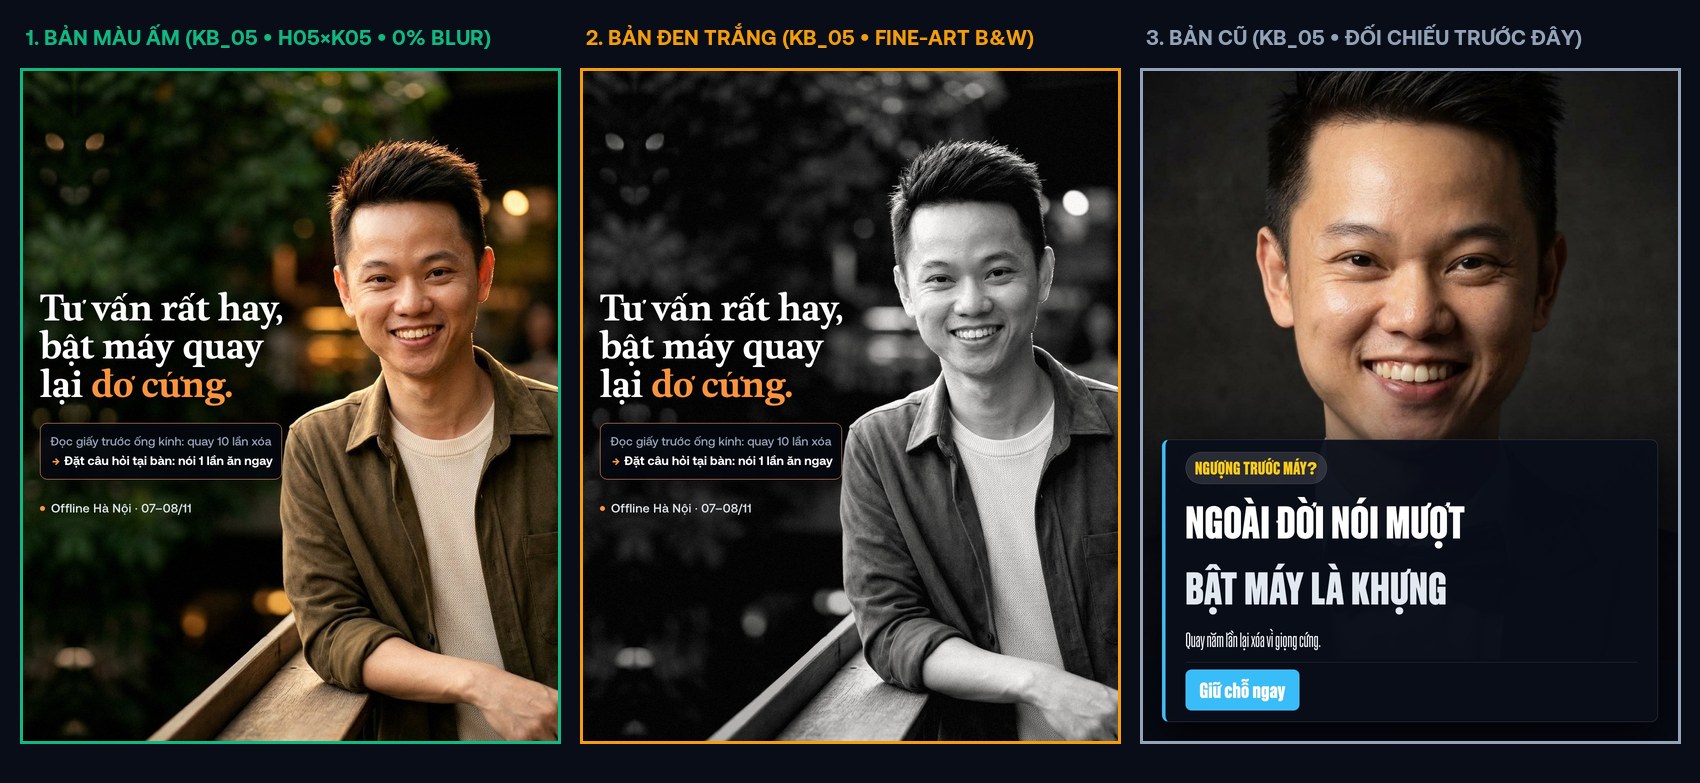 1. BẢN MÀU ẤM (KB_05 • H05×K05 • 0% BLUR)
Tư vấn rất hay,
bật máy quay
lại đơ cứng.
Đọc giấy trước ống kính: quay 10 lần xóa
→ Đặt câu hỏi tại bàn: nói 1 lần ăn ngay
• Offline Hà Nội · 07–08/11
2. BẢN ĐEN TRẮNG (KB_05 • FINE-ART B&W)
Tư vấn rất hay,
bật máy quay
lại đơ cứng.
Đọc giấy trước ống kính: quay 10 lần xóa
→ Đặt câu hỏi tại bàn: nói 1 lần ăn ngay
• Offline Hà Nội · 07–08/11
3. BẢN CŨ (KB_05 • ĐỐI CHIẾU TRƯỚC ĐÂY)
NGƯỢNG TRƯỚC MÁY?
NGOÀI ĐỜI NÓI MƯỢT
BẬT MÁY LÀ KHỰNG
Quay năm lần lại xóa vì giọng cứng.
Giữ chỗ ngay